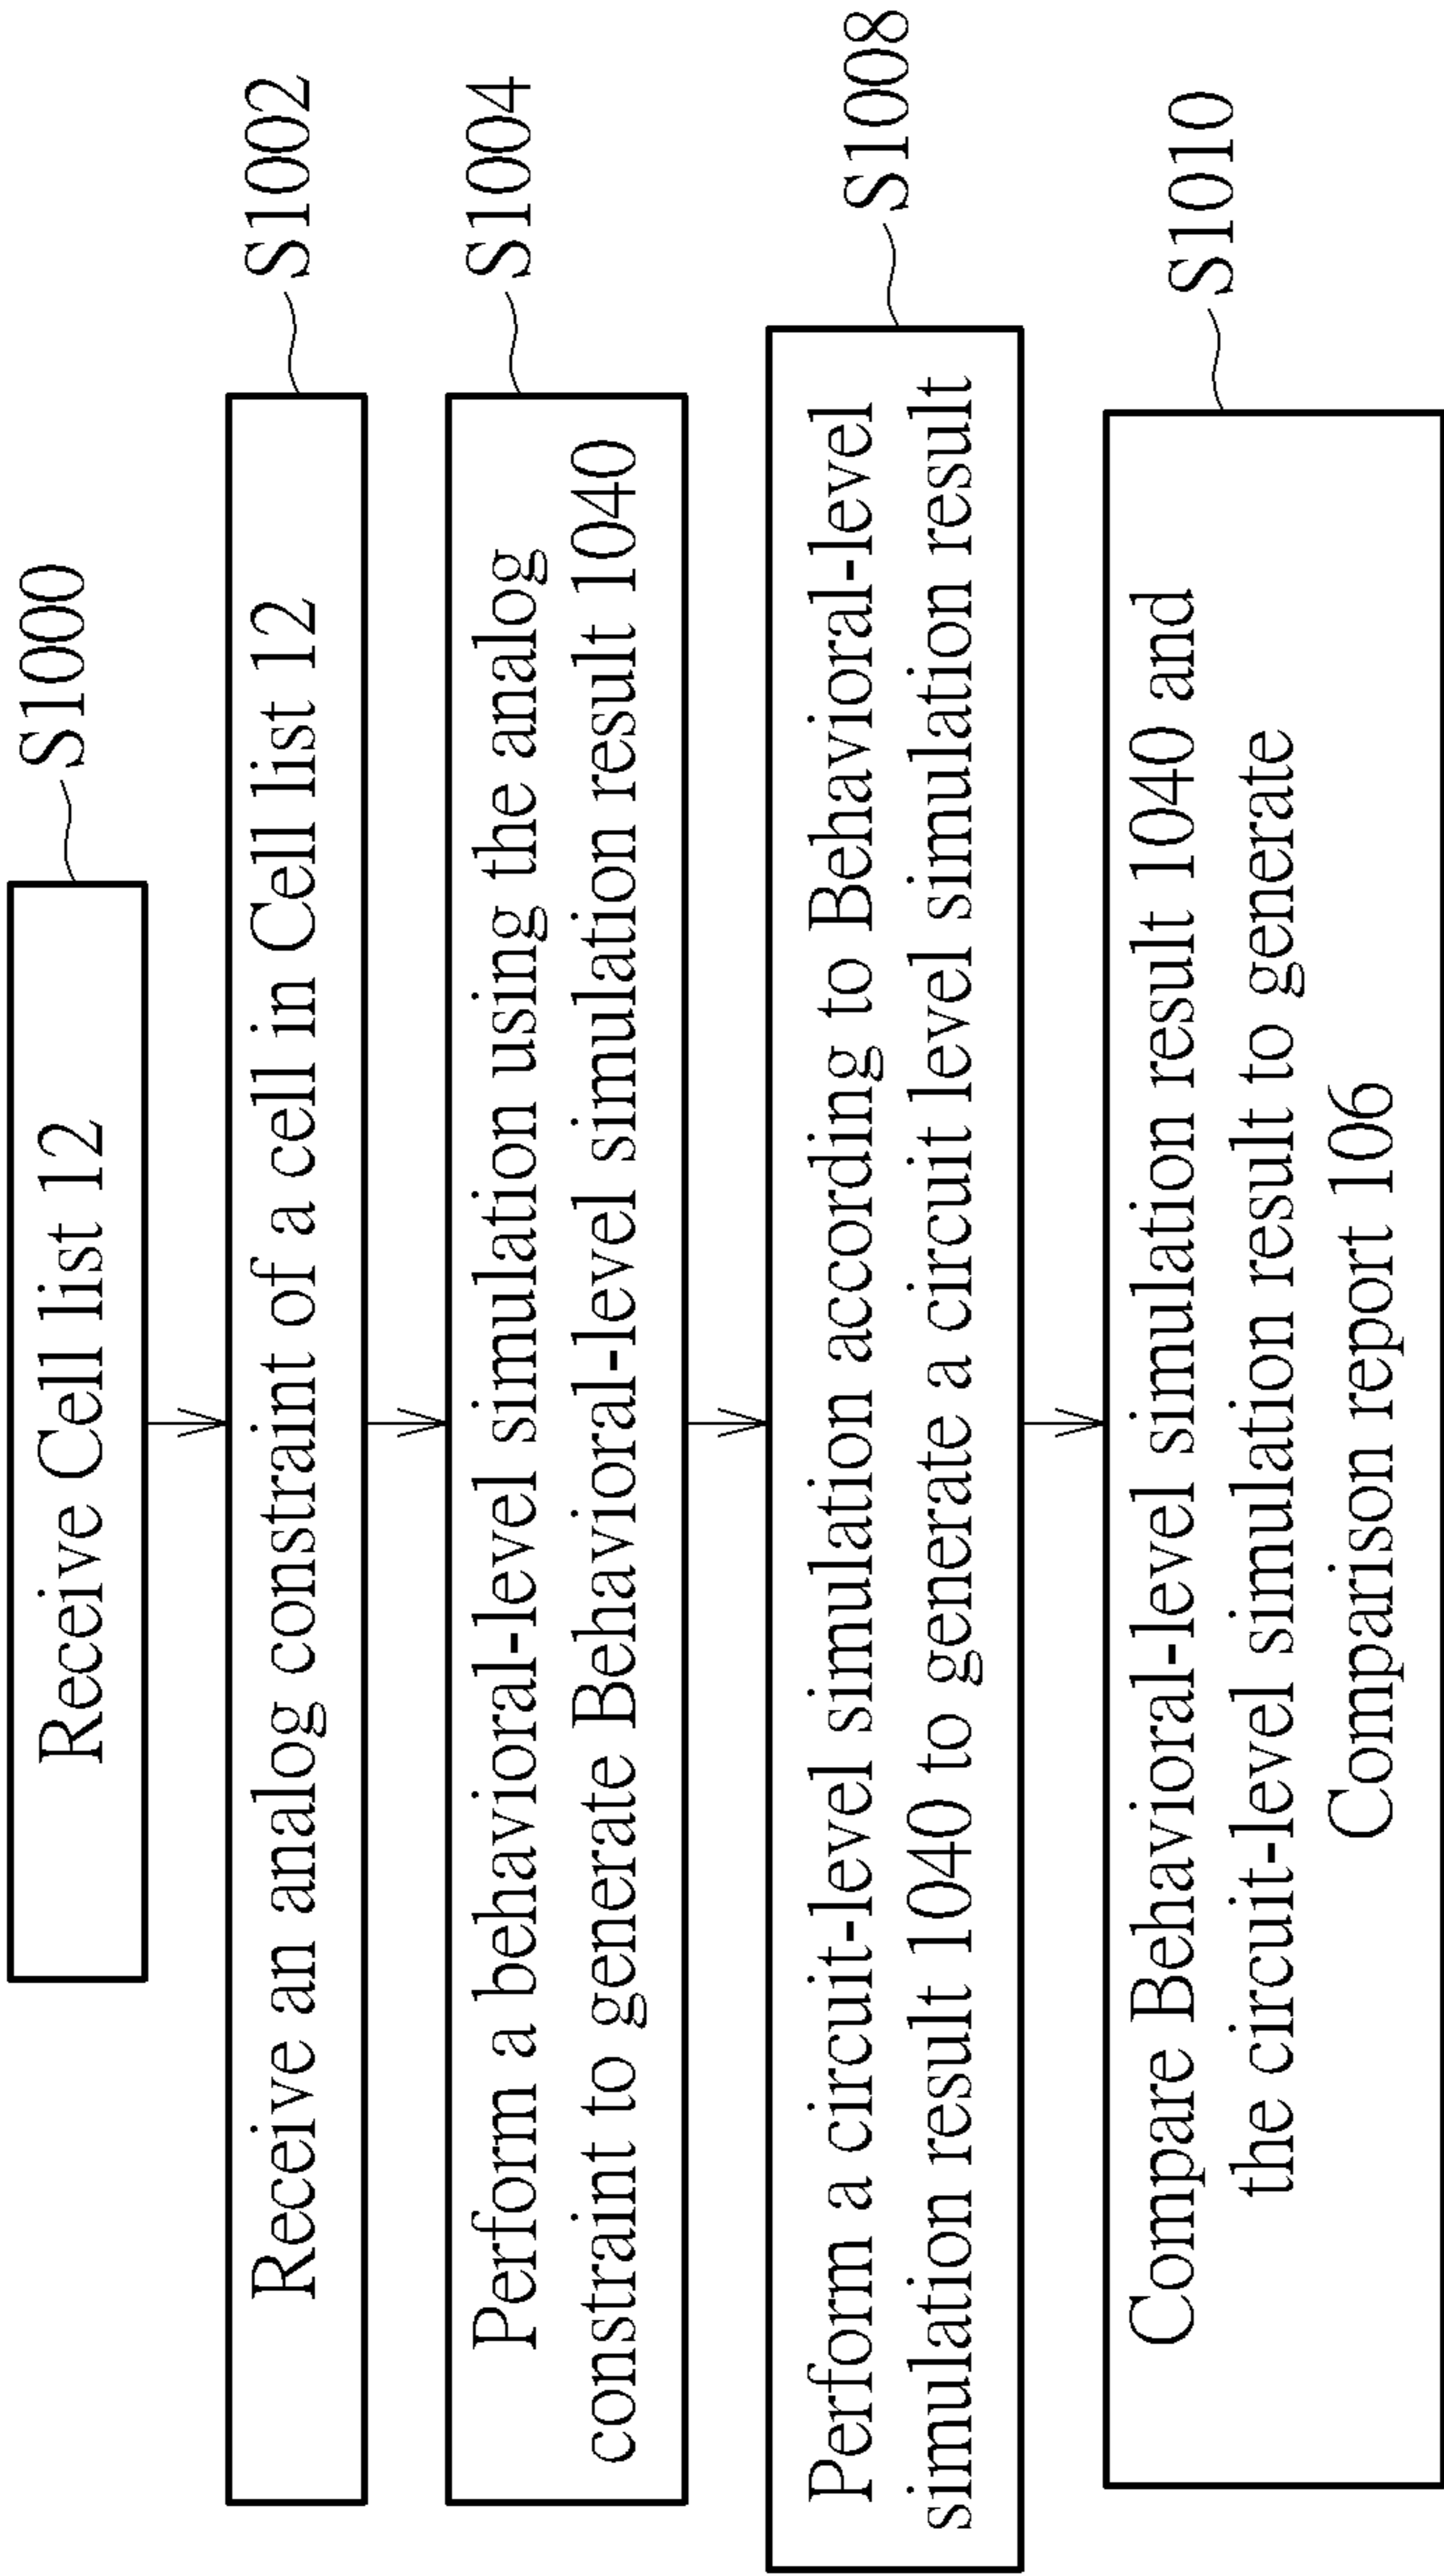 S1000
Receive Cell list 12
S1002
Receive an analog constraint of a cell in Cell list 12
S1004
Perform a behavioral-level simulation using the analog
constraint to generate Behavioral-level simulation result 1040
S1008
Perform a circuit-level simulation according to Behavioral-level
simulation result 1040 to generate a circuit level simulation result
S1010
Compare Behavioral-level simulation result 1040 and
the circuit-level simulation result to generate
Comparison report 106